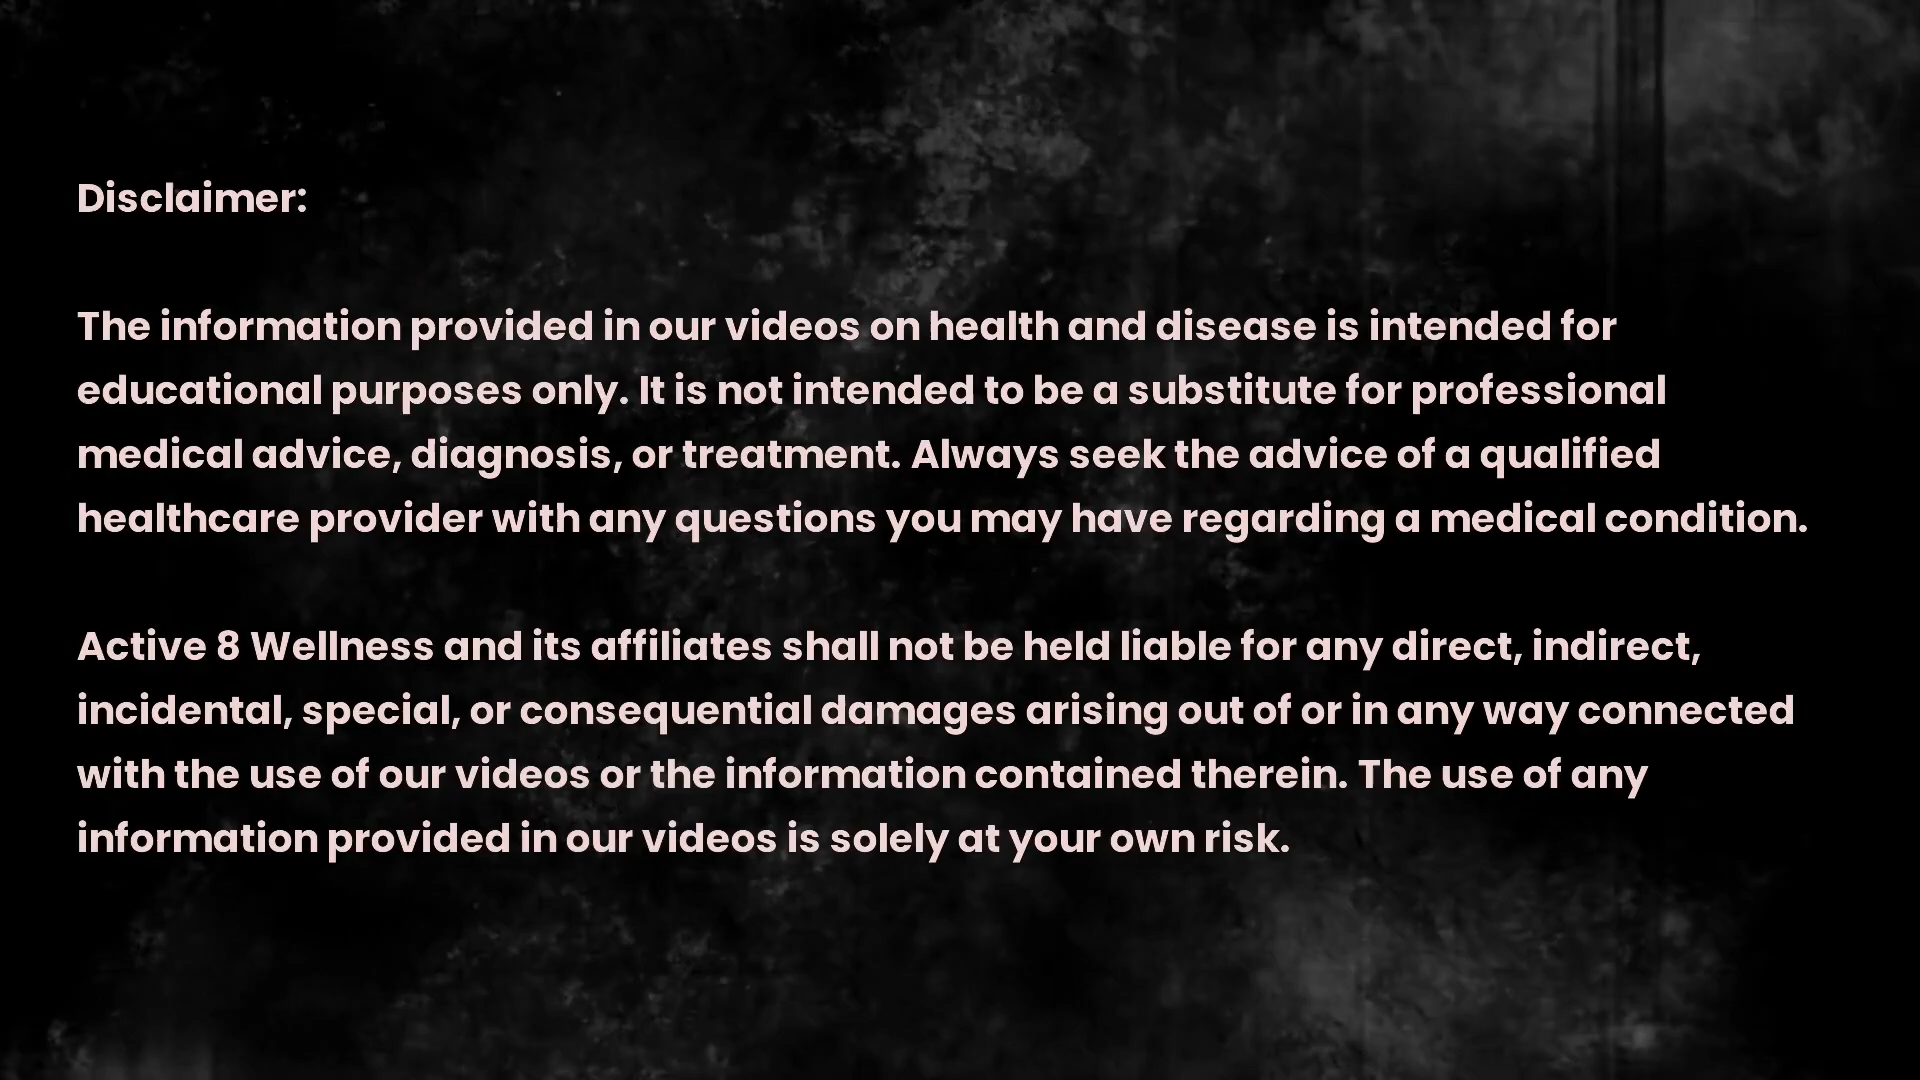 Disclaimer:
The information provided in our videos on health and disease is intended for
educational purposes only. It is not intended to be a substitute for professional
medical advice, diagnosis, or treatment. Always seek the advice of a qualified
healthcare provider with any questions you may have regarding a medical condition.
Active 8 Wellness and its affiliates shall not be held liable for any direct, indirect,
incidental, special, or consequential damages arising out of or in any way connected
with the use of our videos or the information contained therein. The use of any
information provided in our videos is solely at your own risk.